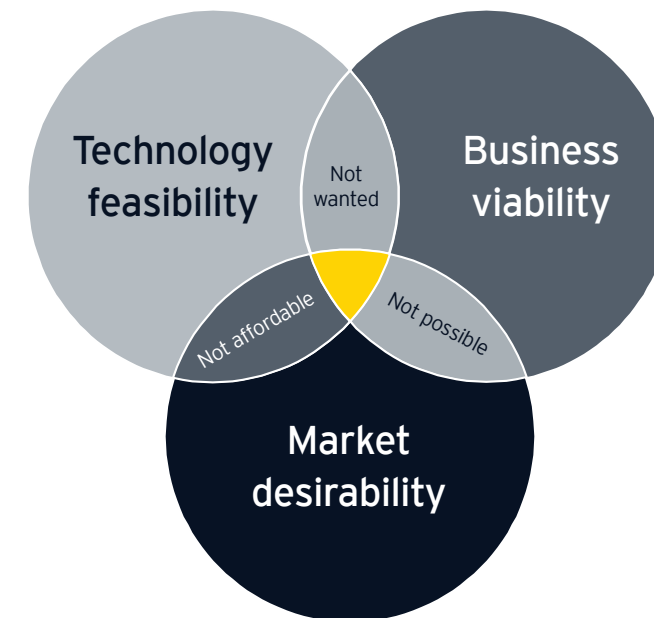 Technology
feasibility
Not
wanted
Business
viability
Not affordable
Not possible
Market
desirability